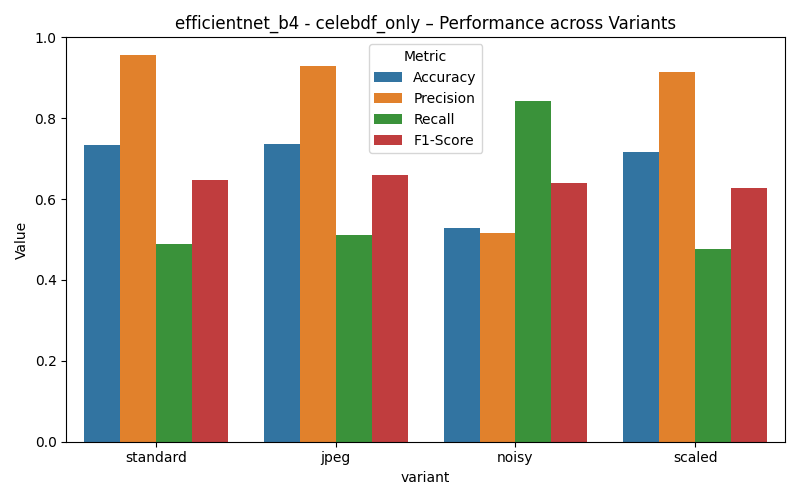 efficientnet_b4 - celebdf_only – Performance across Variants
Metric
Accuracy
Precision
Recall
F1-Score
Value
1.0
0.8
0.6
0.4
0.2
0.0
standard jpeg noisy scaled
variant